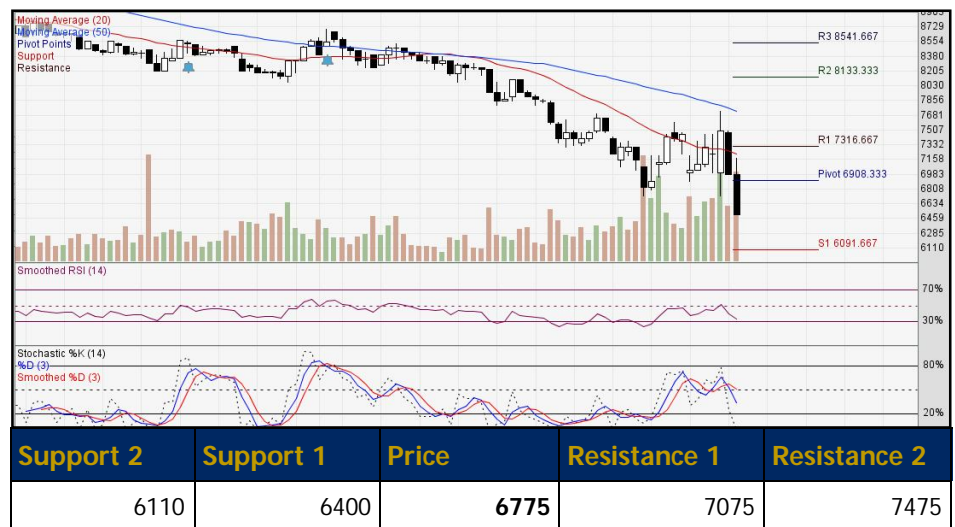 Moving Average (20)
Moving Average (50)
Pivot Points
Support
Resistance
R3 8541.667
R2 8133.333
R1 7316.667
Pivot 6908.333
S1 6091.667
8729
8554
8380
8205
8030
7856
7681
7507
7332
7158
6983
6808
6634
6459
6285
6110
Smoothed RSI (14)
70%
30%
Stochastic %K (14)
%D (3)
Smoothed %D (3)
80%
20%
Support 2 Support 1 Price Resistance 1 Resistance 2
6110 6400 6775 7075 7475